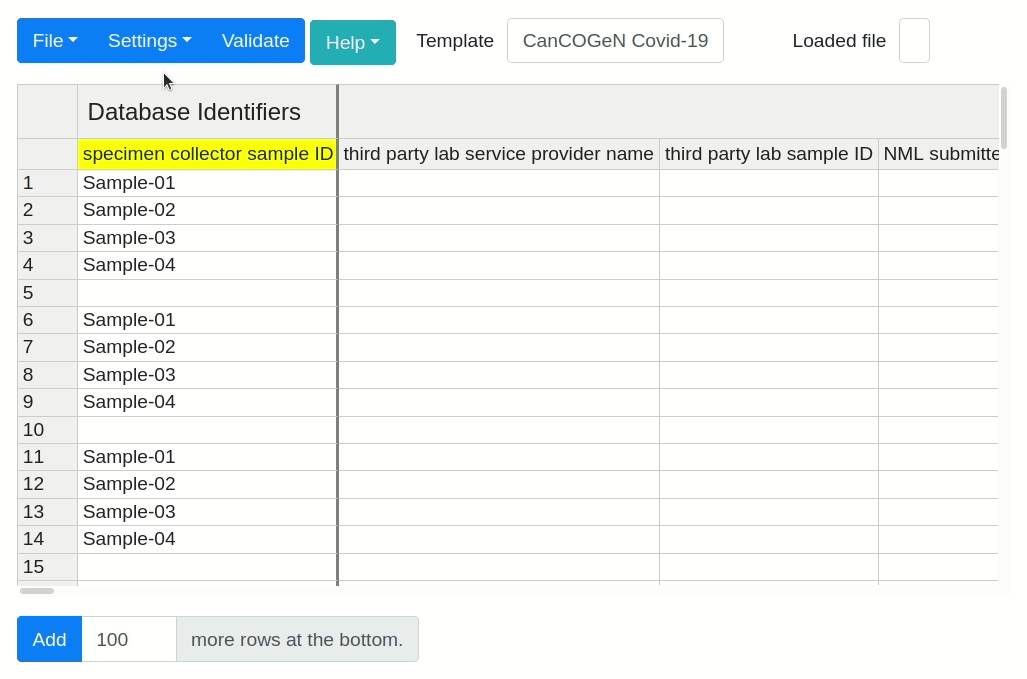 File Settings Validate Help Template CanCOGeN Covid-19 Loaded file
Database Identifiers
specimen collector sample ID third party lab service provider name third party lab sample ID NML submitte
1 Sample-01
2 Sample-02
3 Sample-03
4 Sample-04
5
6 Sample-01
7 Sample-02
8 Sample-03
9 Sample-04
10
11 Sample-01
12 Sample-02
13 Sample-03
14 Sample-04
15
Add 100 more rows at the bottom.